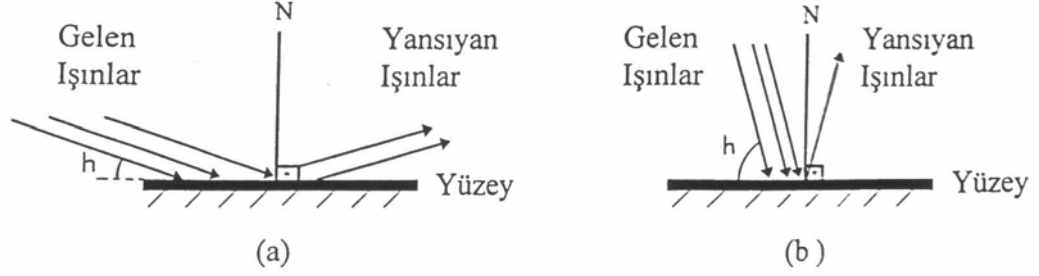 N
Gelen
Işınlar
Yansıyan
Işınlar
h
Yüzey
(a)
N
Gelen
Işınlar
Yansıyan
Işınlar
h
Yüzey
(b)